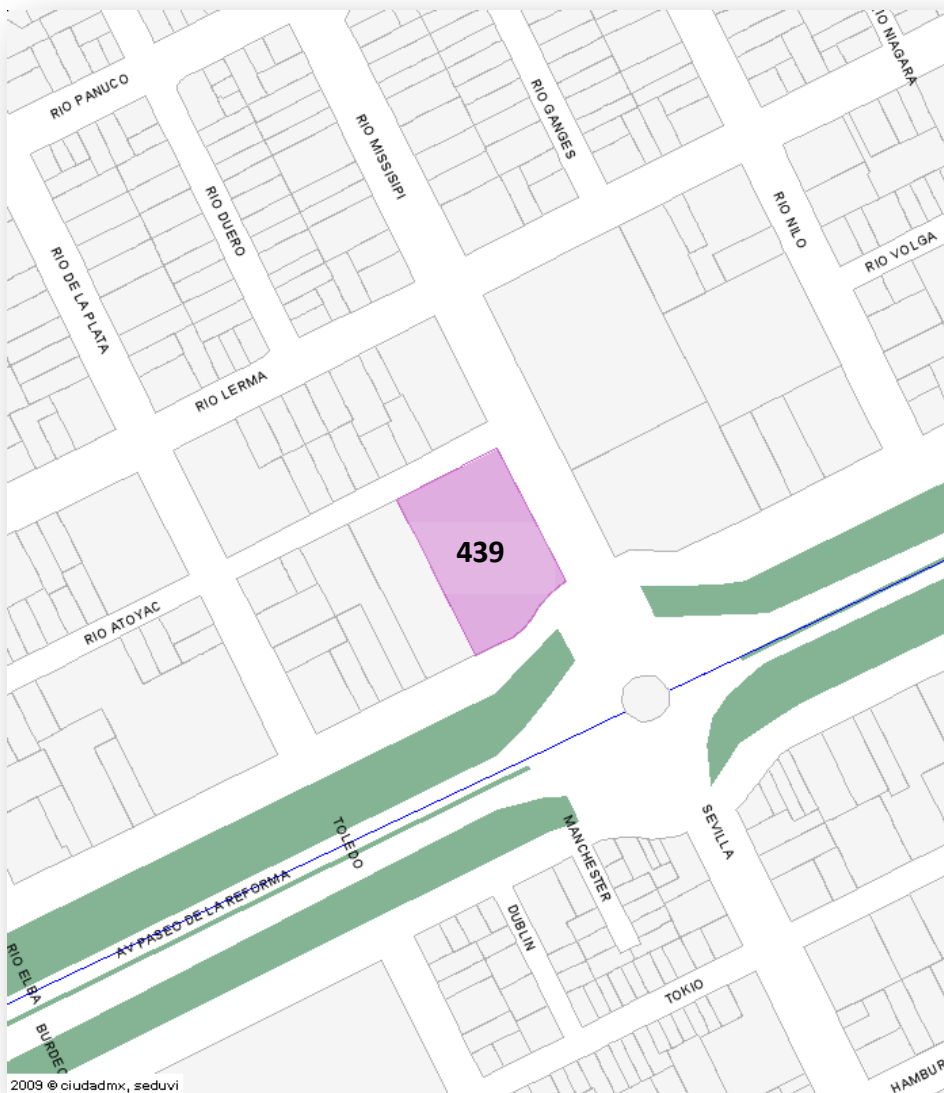 RIO PANUCO
RIO NIAGARA
RIO GANGES
RIO MISSISIPI
RIO DUERO
RIO NILO
RIO VOLGA
RIO DE LA PLATA
RIO LERMA
439
RIO ATOYAC
TOLEDO
MANCHESTER
SEVILLA
AV PASEO DE LA REFORMA
DUBLIN
RIO ELBA
TOKIO
BURDEO
HAMBUR
2009 © ciudadmx, seduvi